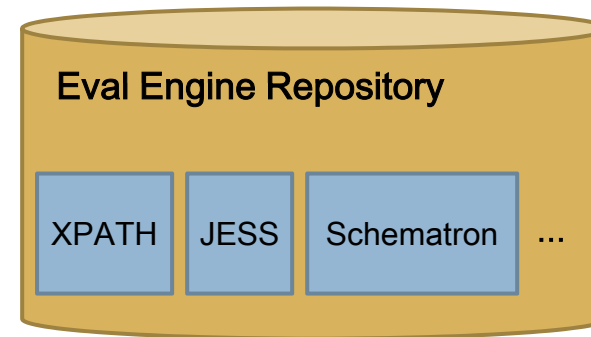 Eval Engine Repository
XPATH JESS Schematron ...